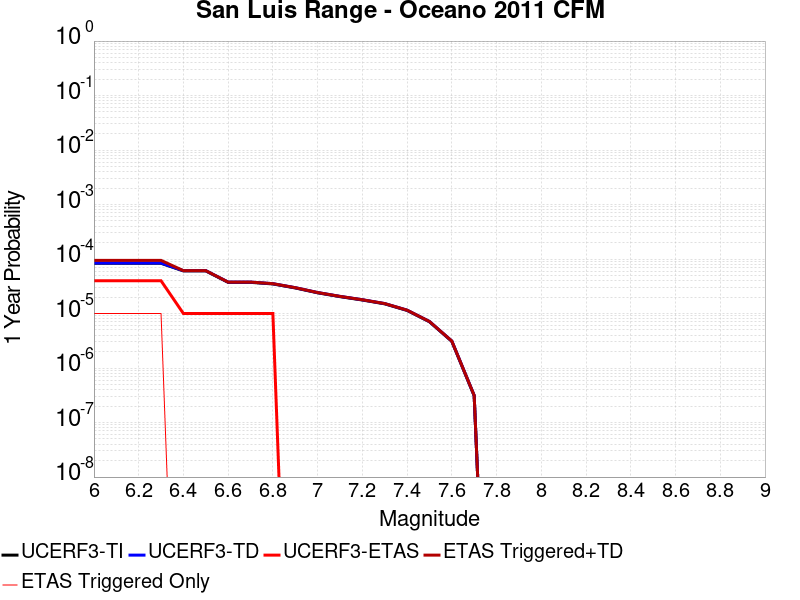 San Luis Range - Oceano 2011 CFM
10^0
10^-1
10^-2
10^-3
10^-4
10^-5
10^-6
10^-7
10^-8
1 Year Probability
6 6.2 6.4 6.6 6.8 7 7.2 7.4 7.6 7.8 8 8.2 8.4 8.6 8.8 9
Magnitude
UCERF3-TI UCERF3-TD UCERF3-ETAS ETAS Triggered+TD
ETAS Triggered Only